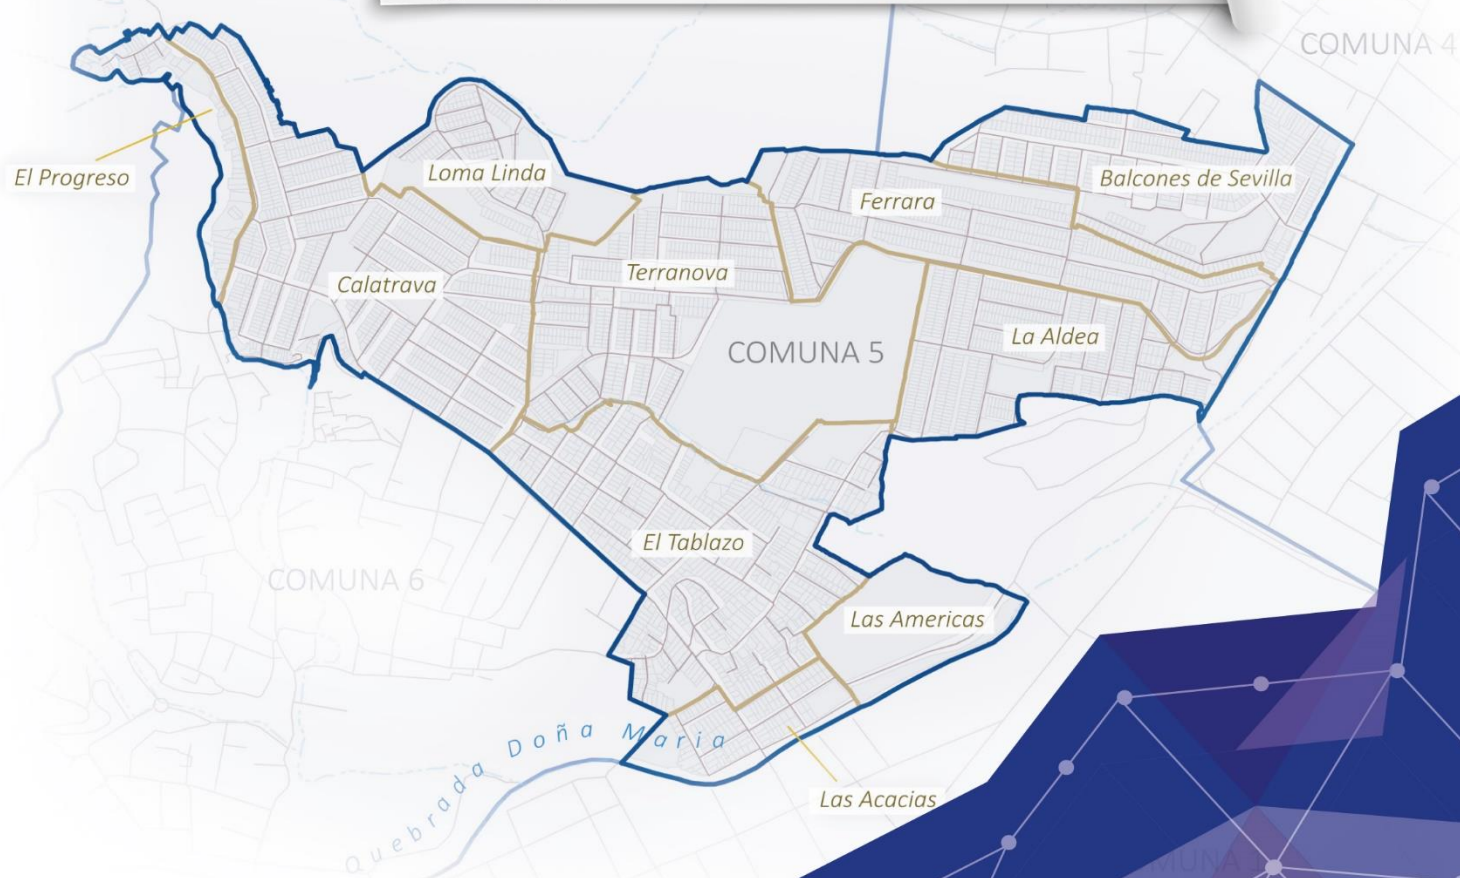 COMUNA 4
El Progreso
Loma Linda
Balcones de Sevilla
Ferrara
Terranova
Calatrava
La Aldea
COMUNA 5
El Tablazo
COMUNA 6
Las Americas
Quebrada Doña Maria
Las Acacias